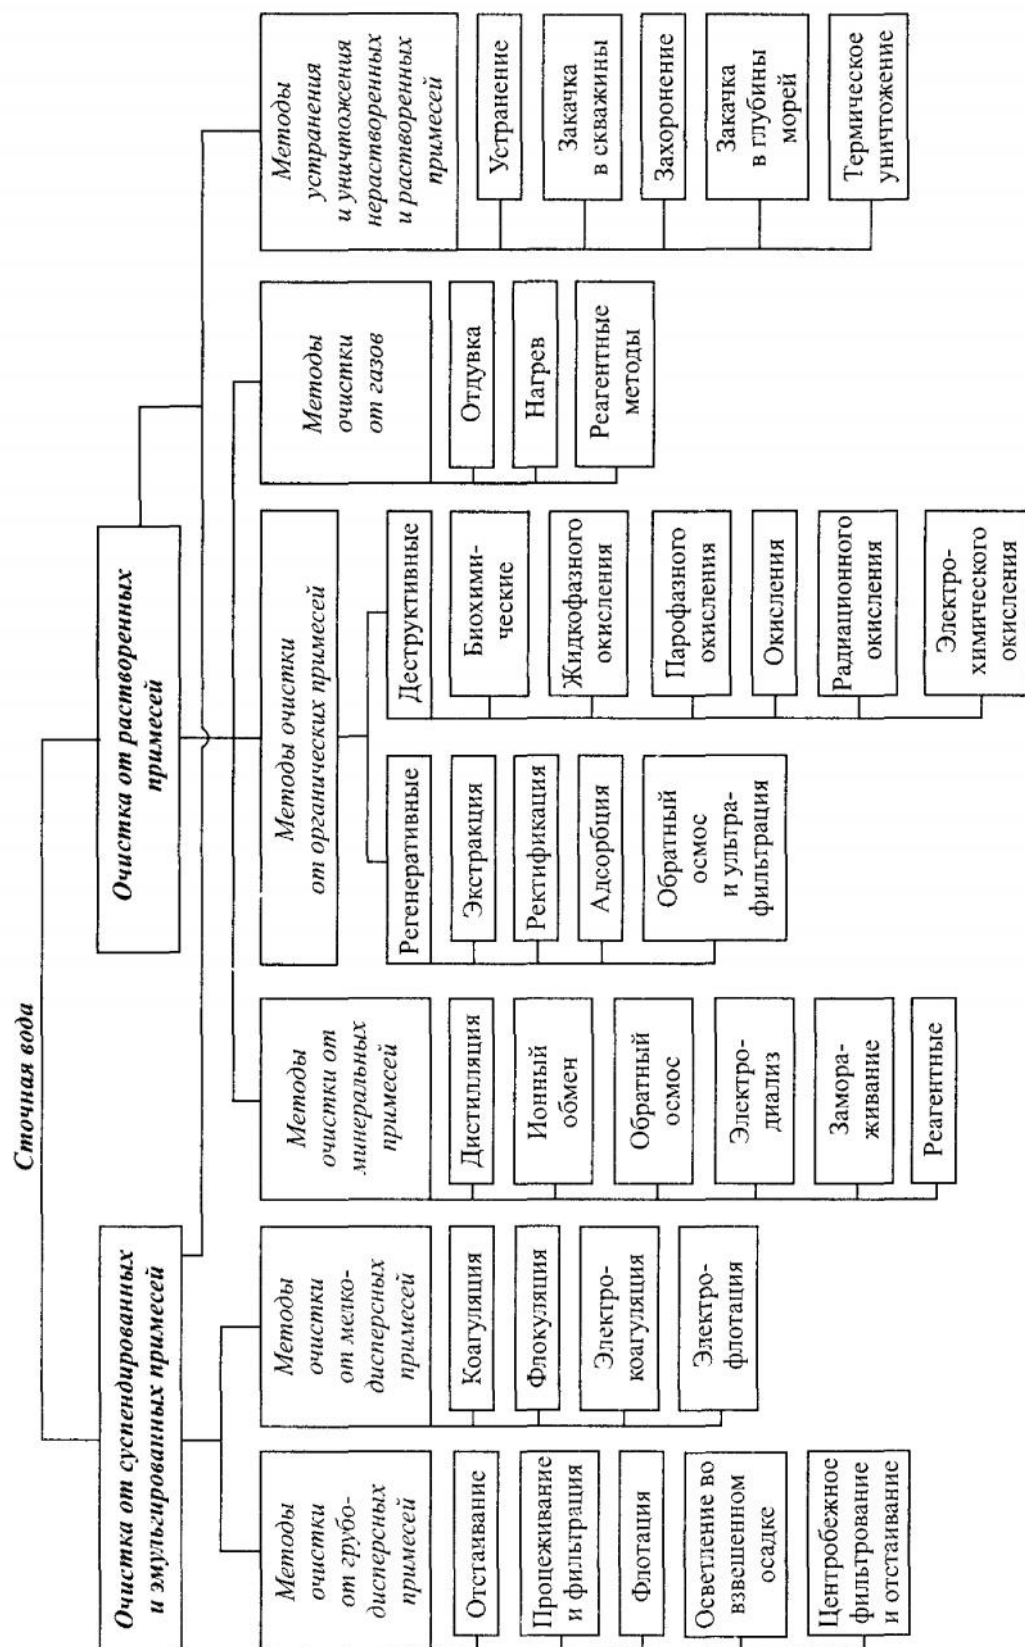 Сточная вода
Очистка от суспендированных
и эмульгированных примесей
Очистка от растворенных
примесей
Методы
очистки
от грубо-
дисперсных
примесей
Отстаивание
Процеживание
и фильтрация
Флотация
Осветление во
взвешенном
осадке
Центробежное
фильтрование
и отстаивание
Методы
очистки
от мелко-
дисперсных
примесей
Коагуляция
Флокуляция
Электро-
коагуляция
Электро-
флотация
Методы
очистки от
минеральных
примесей
Дистилляция
Ионный
обмен
Обратный
осмос
Электро-
диализ
Замора-
живание
Реагентные
Методы очистки
от органических примесей
Регенеративные
Экстракция
Ректификация
Адсорбция
Обратный
осмос
и ультра-
фильтрация
Деструктивные
Биохими-
ческие
Жидкофазного
окисления
Парофазного
окисления
Окисления
Радиационного
окисления
Электро-
химического
окисления
Методы
очистки
от газов
Отдувка
Нагрев
Реагентные
методы
Методы
устранения
и уничтожения
нерастворенных
и растворенных
примесей
Устранение
Закачка
в скважины
Захоронение
Закачка
в глубины
морей
Термическое
уничтожение